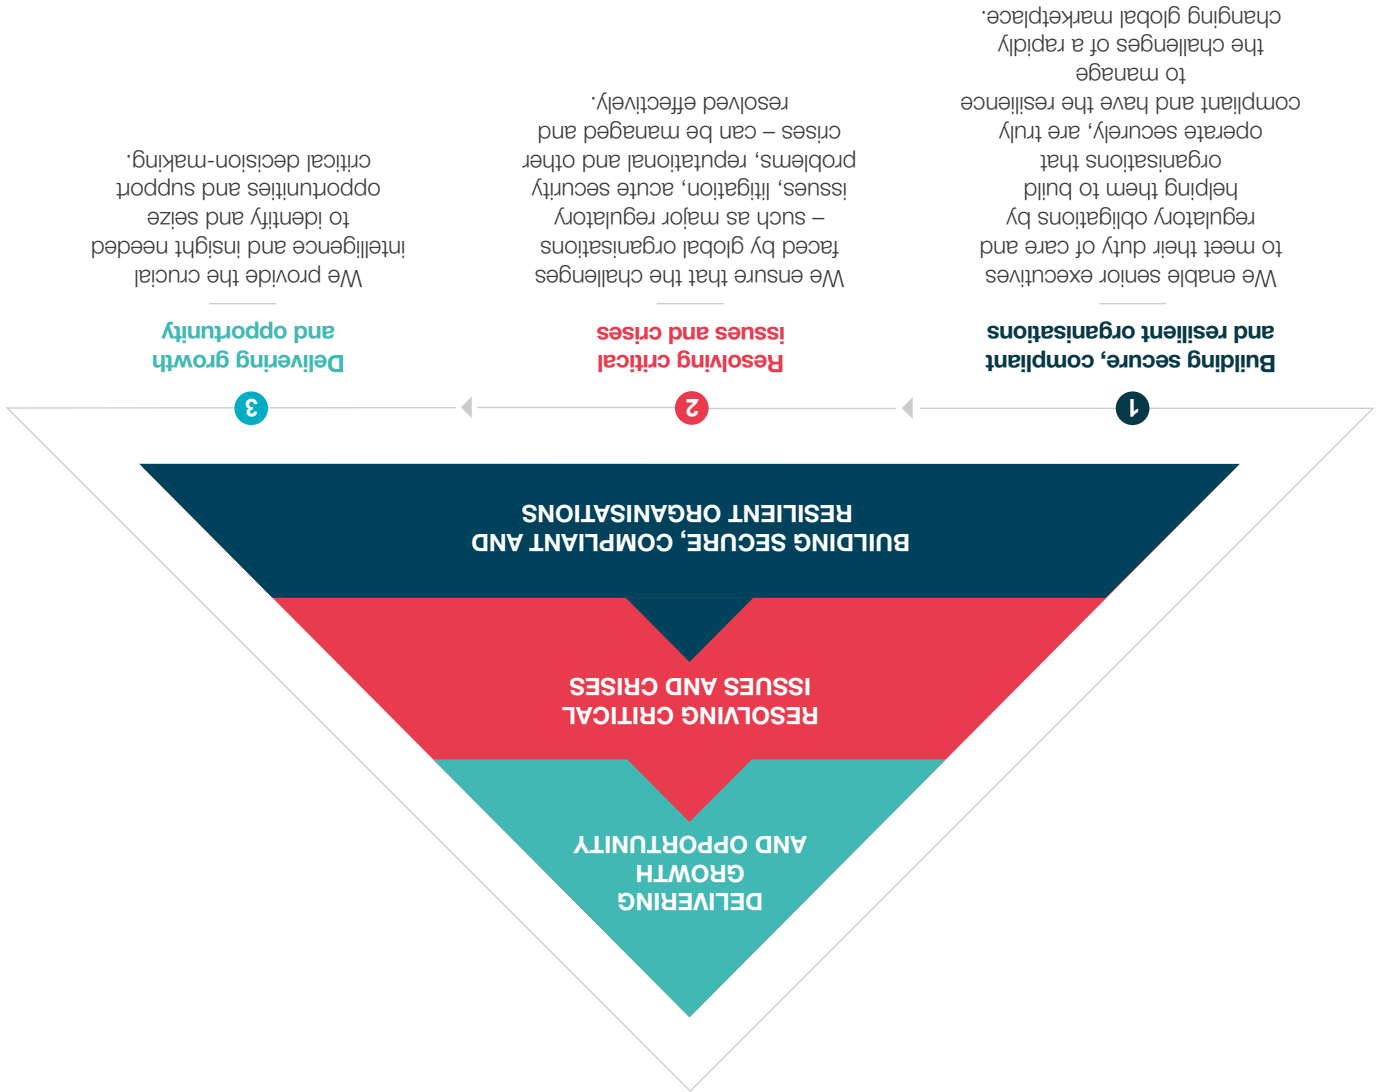 DELIVERING
GROWTH
AND OPPORTUNITY
RESOLVING CRITICAL
ISSUES AND CRISES
BUILDING SECURE, COMPLIANT AND
RESILIENT ORGANISATIONS
1
Building secure, compliant
and resilient organisations
We enable senior executives
to meet their duty of care and
regulatory obligations by
helping them to build
organisations that
operate securely, are truly
compliant and have the resilience
to manage
the challenges of a rapidly
changing global marketplace.
2
Resolving critical
issues and crises
We ensure that the challenges
faced by global organisations
– such as major regulatory
issues, litigation, acute security
problems, reputational and other
crises – can be managed and
resolved effectively.
3
Delivering growth
and opportunity
We provide the crucial
intelligence and insight needed
to identify and seize
opportunities and support
critical decision-making.